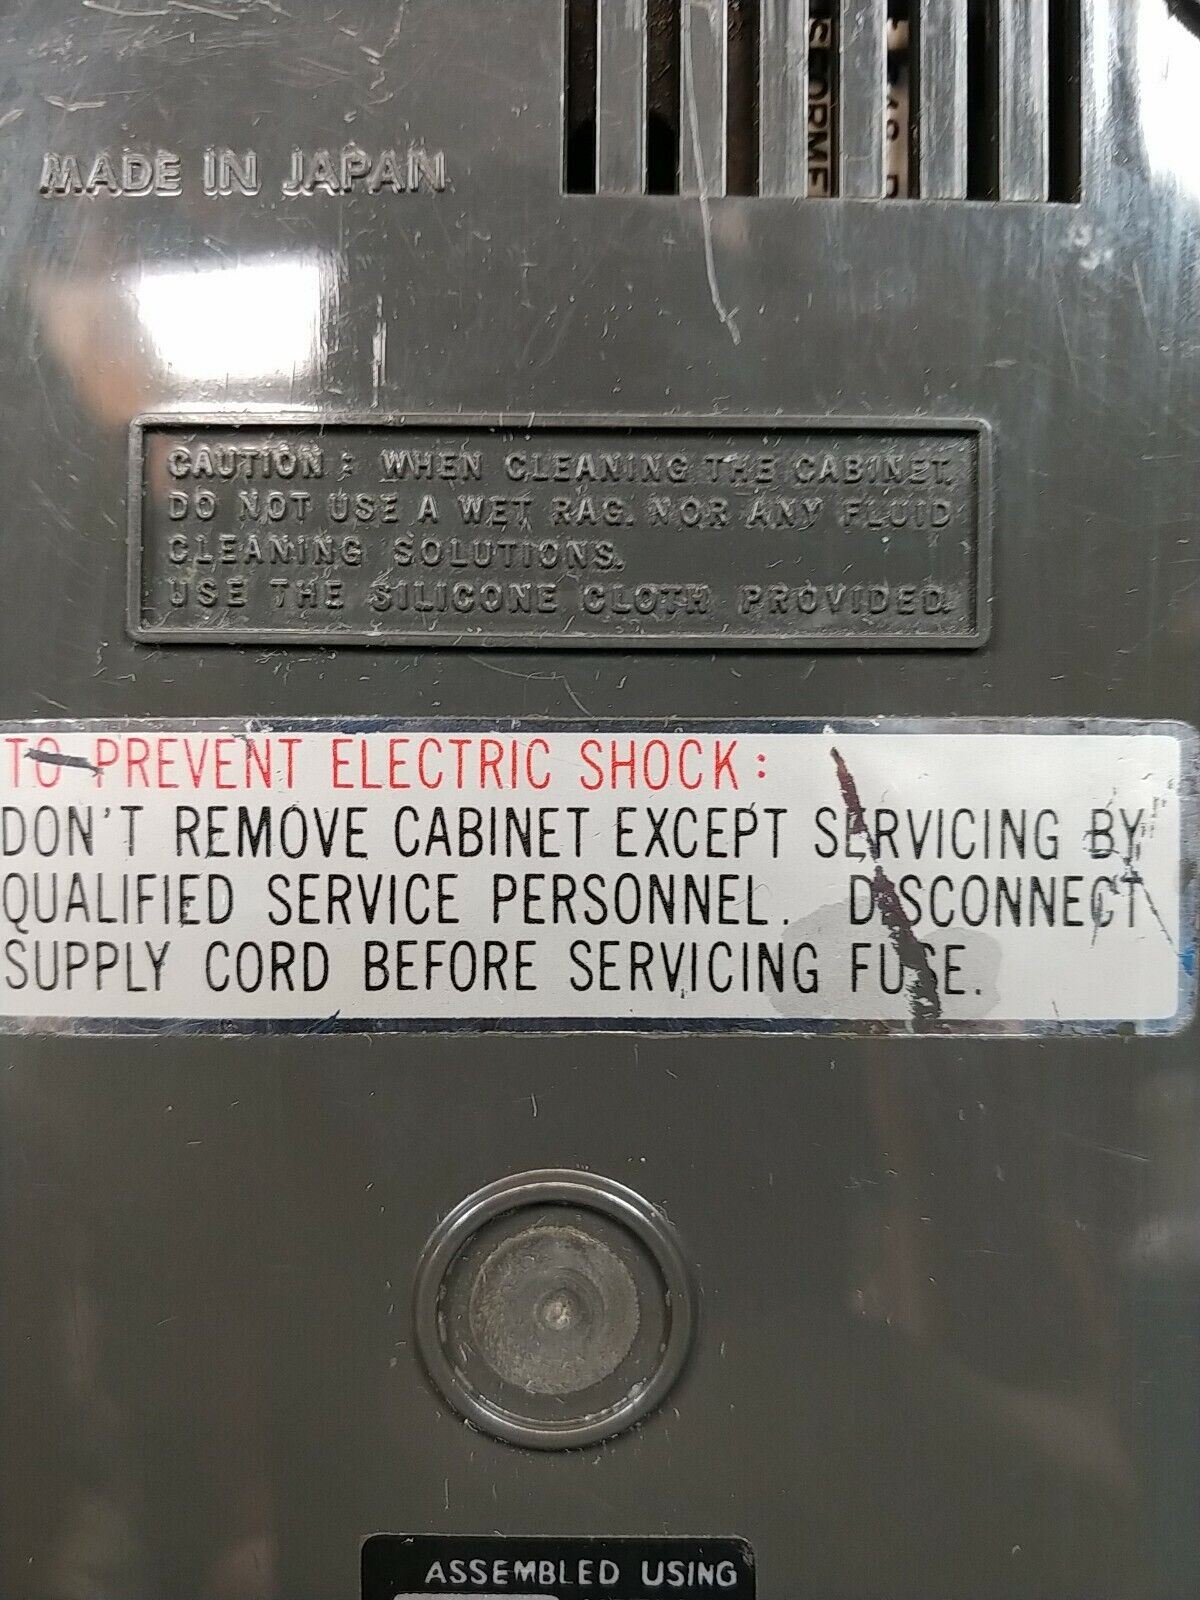 SFORME
MADE IN JAPAN
CAUTION: WHEN CLEANING THE CABINET,
DO NOT USE A WET RAG. NOR ANY FLUID
CLEANING SOLUTIONS.
USE THE SILICONE CLOTH PROVIDED.
TO PREVENT ELECTRIC SHOCK:
DON'T REMOVE CABINET EXCEPT SERVICING BY
QUALIFIED SERVICE PERSONNEL. DISCONNECT
SUPPLY CORD BEFORE SERVICING FUSE.
ASSEMBLED USING